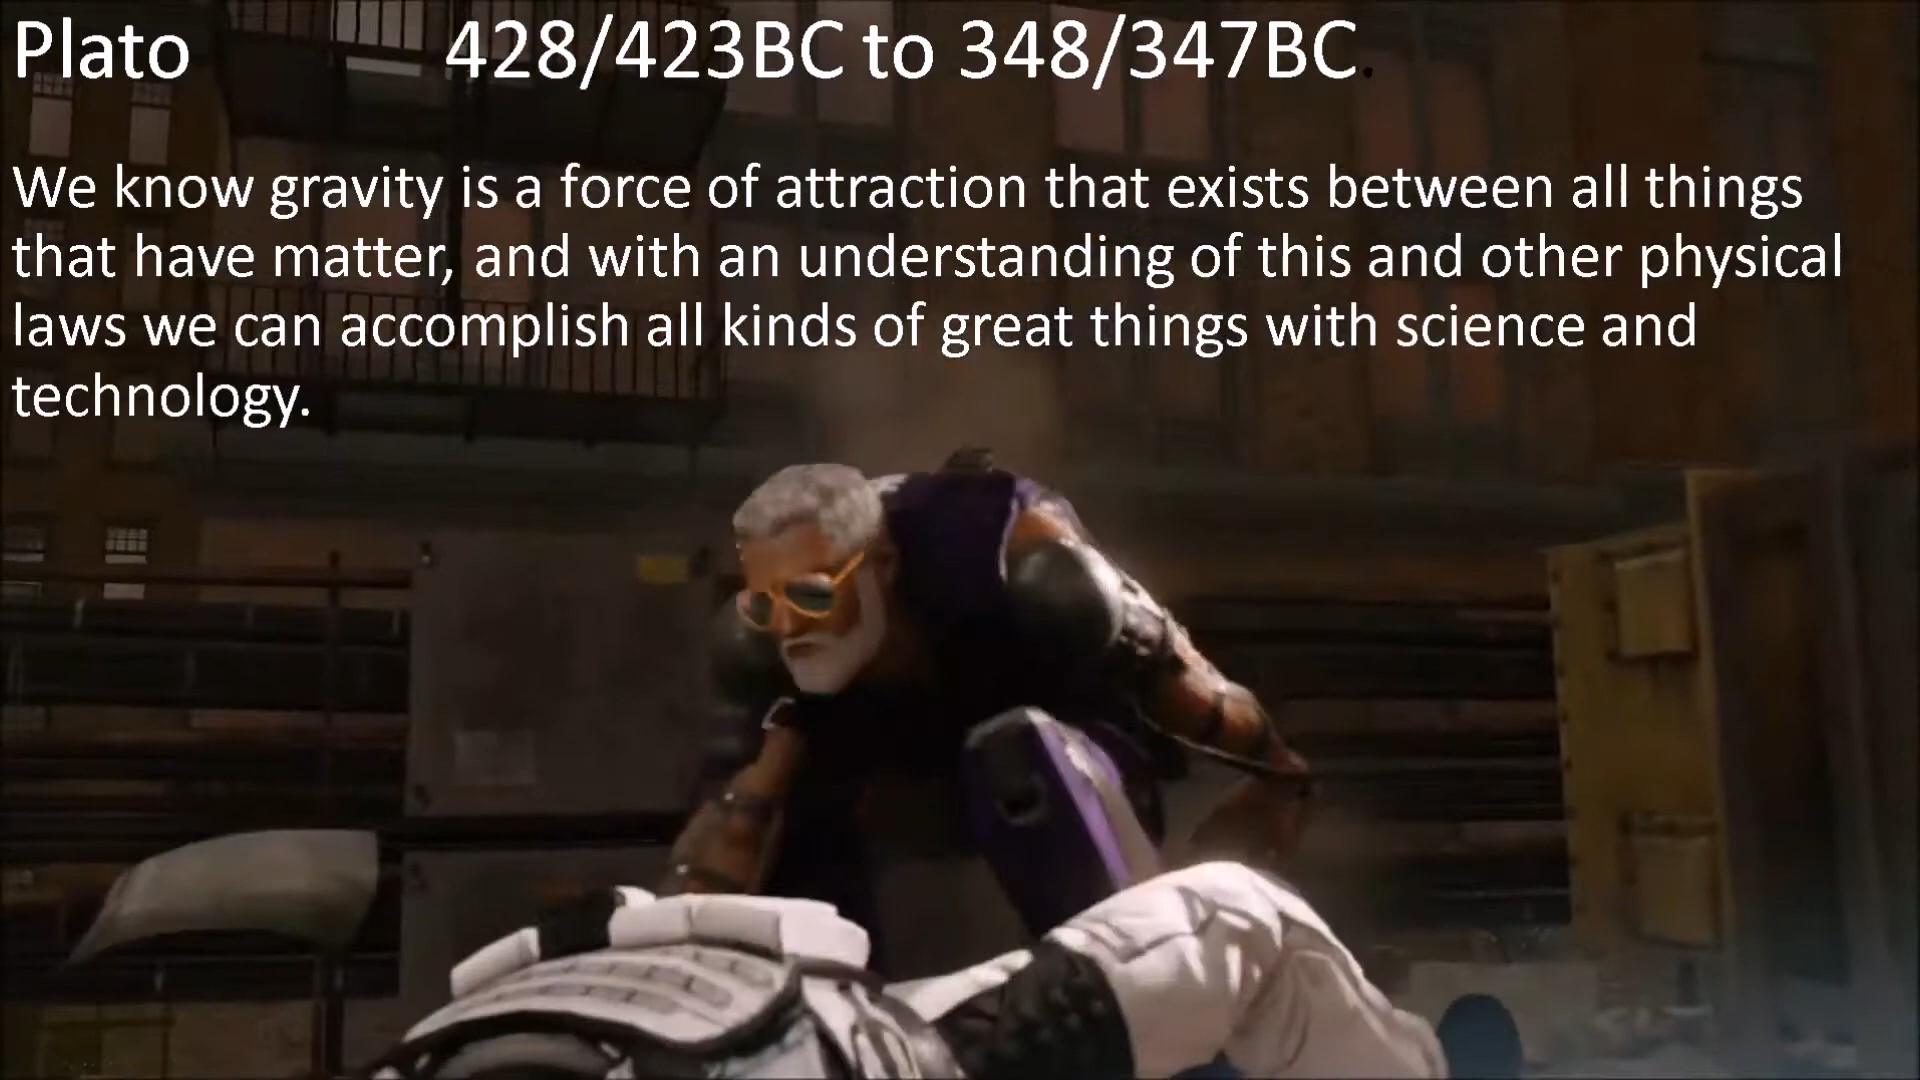 Plato 428/423BC to 348/347BC.
We know gravity is a force of attraction that exists between all things
that have matter, and with an understanding of this and other physical
laws we can accomplish all kinds of great things with science and
technology.